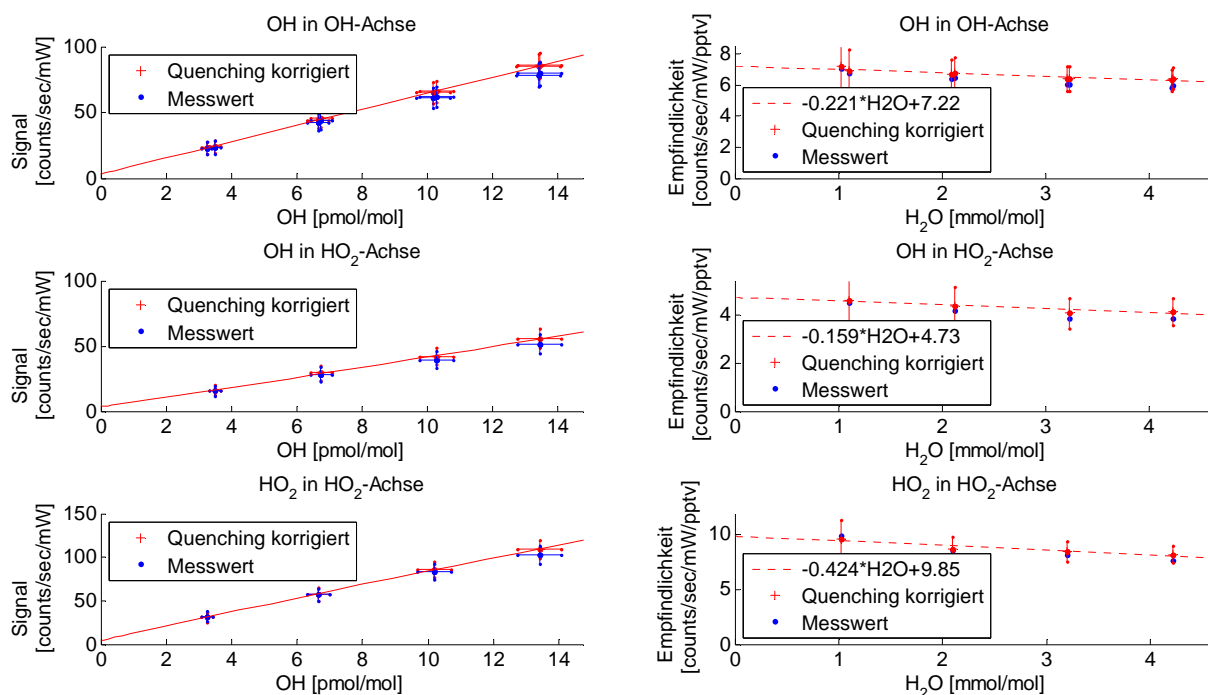 OH in OH-Achse
100
50
0
Signal
[counts/sec/mW]
Quenching korrigiert
Messwert
0 2 4 6 8 10 12 14
OH [pmol/mol]
OH in OH-Achse
8
6
4
2
0
Empfindlichkeit
[counts/sec/mW/pptv]
-0.221*H2O+7.22
Quenching korrigiert
Messwert
0 1 2 3 4
H₂O [mmol/mol]
OH in HO₂-Achse
100
50
0
Signal
[counts/sec/mW]
Quenching korrigiert
Messwert
0 2 4 6 8 10 12 14
OH [pmol/mol]
OH in HO₂-Achse
4
2
0
Empfindlichkeit
[counts/sec/mW/pptv]
-0.159*H2O+4.73
Quenching korrigiert
Messwert
0 1 2 3 4
H₂O [mmol/mol]
HO₂ in HO₂-Achse
150
100
50
0
Signal
[counts/sec/mW]
Quenching korrigiert
Messwert
0 2 4 6 8 10 12 14
OH [pmol/mol]
HO₂ in HO₂-Achse
10
5
0
Empfindlichkeit
[counts/sec/mW/pptv]
-0.424*H2O+9.85
Quenching korrigiert
Messwert
0 1 2 3 4
H₂O [mmol/mol]